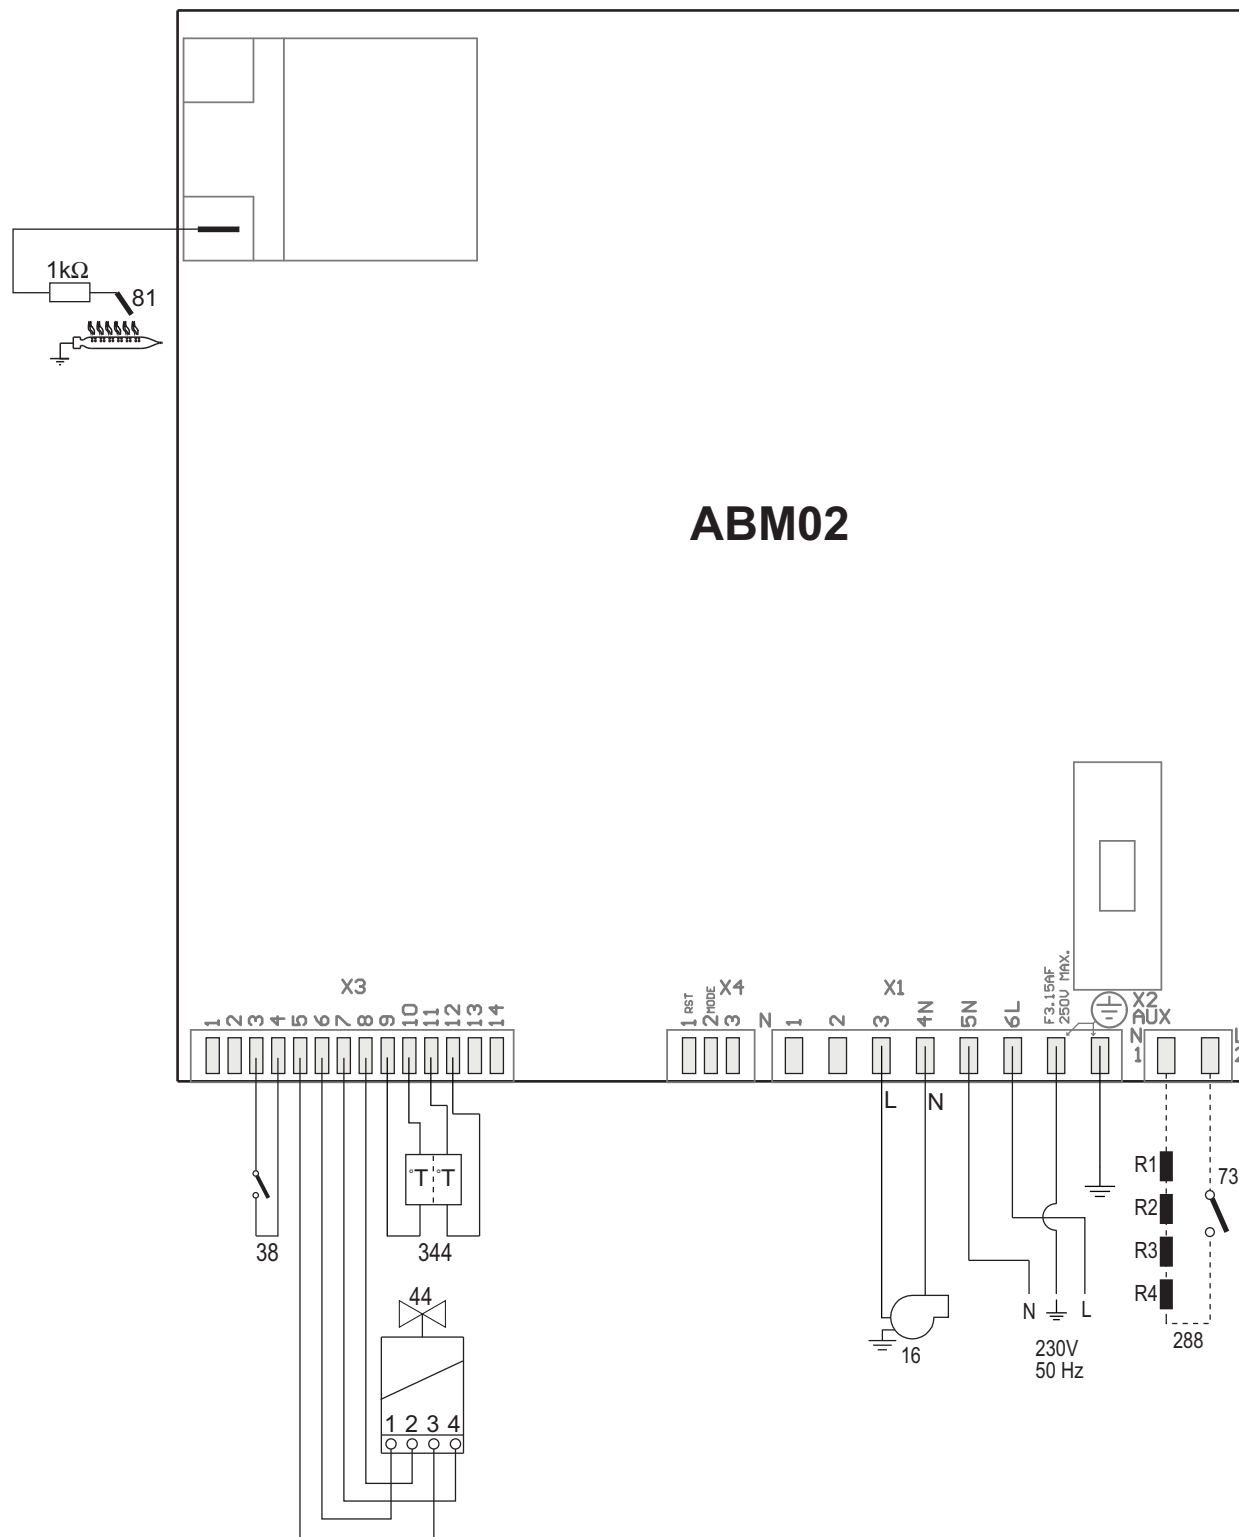 1kΩ
81
ABM02
X3
1 2 3 4 5 6 7 8 9 10 11 12 13 14
X4
1 RST
2 MODE
3
X1
N 1 2 3 4N 5N 6L
F3.15AF
250V MAX.
X2
AUX
N
1
L
2
L
N
R1
R2
R3
R4
73
38
°T °T
344
44
1 2 3 4
16
N
L
230V
50 Hz
288